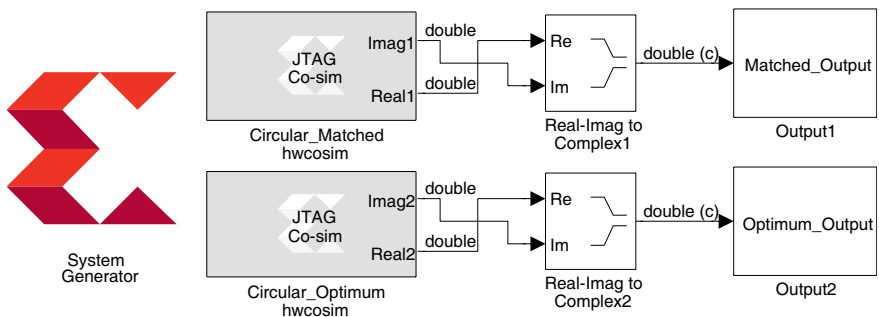 Imag1
double
JTAG
Co-sim
double
Real1
Circular_Matched
hwcosim
Re
Im
Real-Imag to
Complex1
double (c)
Matched_Output
Output1
System
Generator
Imag2
double
JTAG
Co-sim
double
Real2
Circular_Optimum
hwcosim
Re
Im
Real-Imag to
Complex2
double (c)
Optimum_Output
Output2